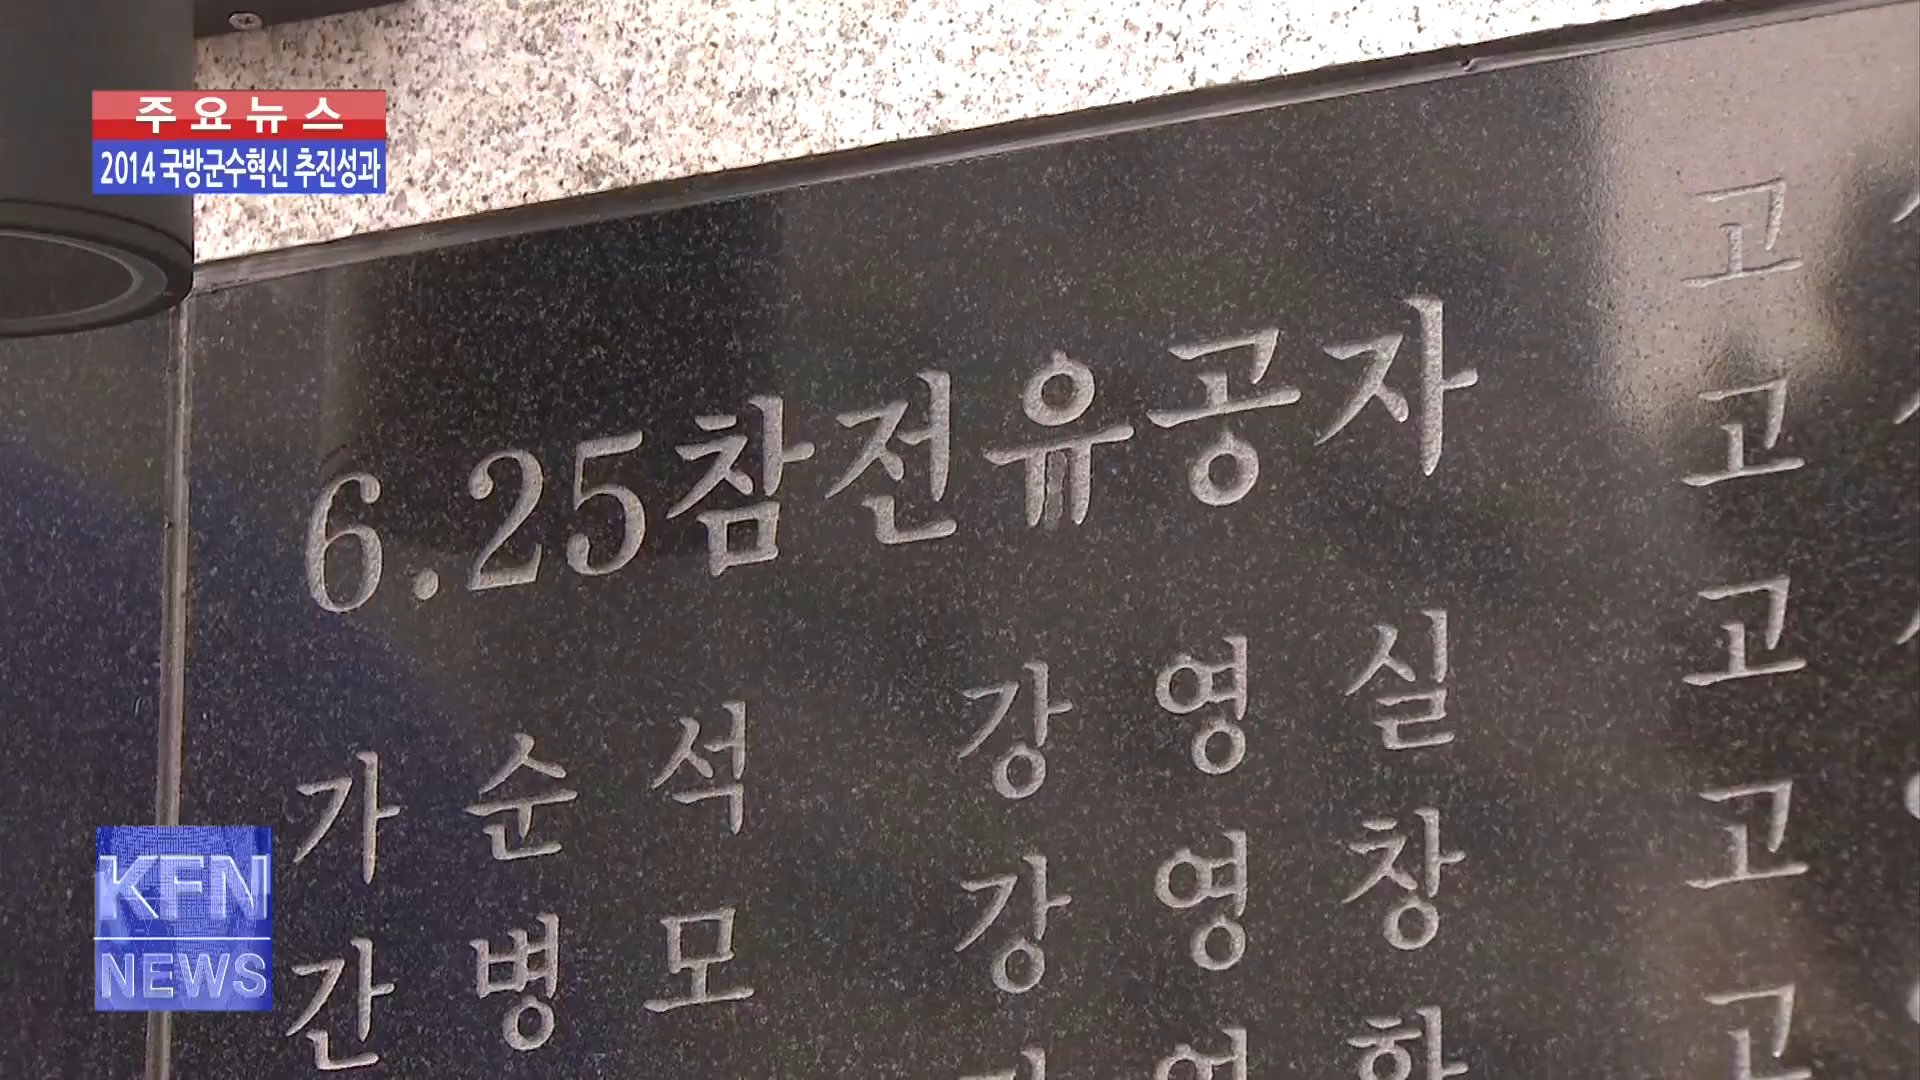 주요뉴스
2014 국방군수혁신 추진성과
6.25참전유공자
가순석 강영실 고
간병모 강영창 고
고
고
고
KFN
NEWS